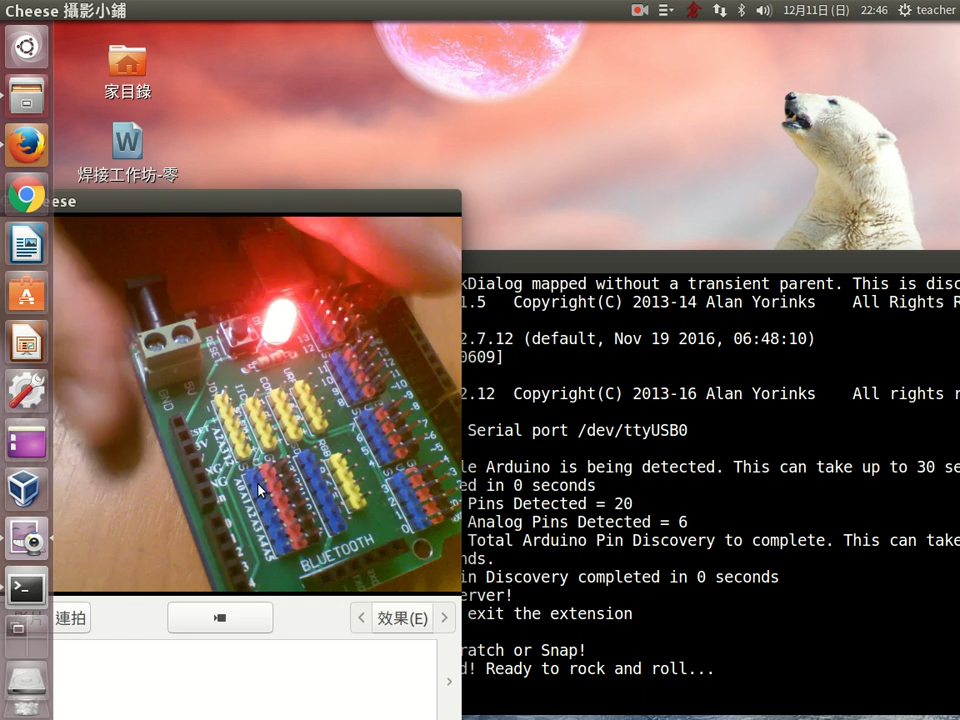 Cheese 攝影小鋪
12月11日 (日) 22:46 teacher
家目錄
W
焊接工作坊-零
eese
RESET
5V
GND
BLUETOOTH
連拍
效果(E)
kDialog mapped without a transient parent. This is disc
1.5 Copyright(C) 2013-14 Alan Yorinks All Rights R
2.7.12 (default, Nov 19 2016, 06:48:10)
0609]
2.12 Copyright(C) 2013-16 Alan Yorinks All rights r
Serial port /dev/ttyUSB0
le Arduino is being detected. This can take up to 30 se
ed in 0 seconds
Pins Detected = 20
Analog Pins Detected = 6
Total Arduino Pin Discovery to complete. This can take
nds.
in Discovery completed in 0 seconds
erver!
exit the extension
ratch or Snap!
d! Ready to rock and roll...